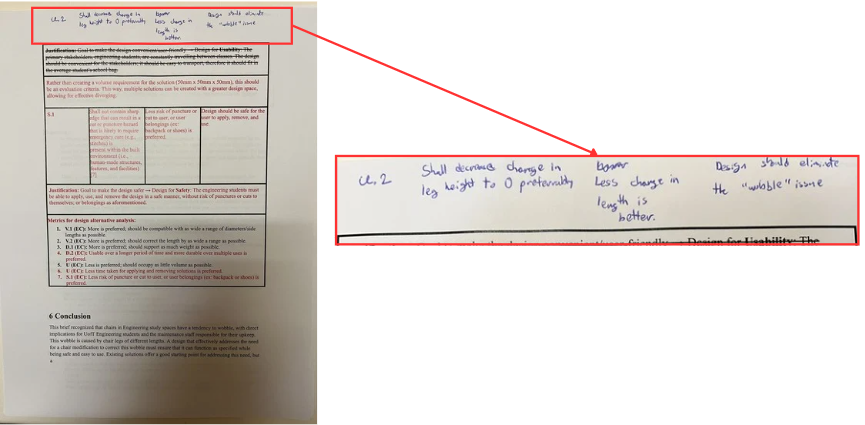 U.2 Shall decrease change in leg height to 0 preferably
Less change in length is better.
Design should eliminate the "wobble" issue
Justification: Goal to make the design convenient/user friendly → Design for Usability: The
primary stakeholders, engineering students, are constantly travelling between classes. The design
should be convenient for the stakeholders; it should be easy to transport, therefore it should fit in
the average student's school bag.
Rather than creating a volume requirement for the solution (50mm x 50mm x 50mm), this should
be an evaluation criteria. This way, multiple solutions can be created with a greater design space,
allowing for effective diverging.
S.1
Shall not contain sharp
edge that can result in a
cut or puncture hazard
that is likely to require
emergency care (e.g.,
stitches) is
present within the built
environment (i.e.,
human-made structures,
features, and facilities)
Less risk of puncture or
cut to user, or user
belongings (ex:
backpack or shoes) is
preferred.
Design should be safe for the
user to apply, remove, and
use
Justification: Goal to make the design safer → Design for Safety: The engineering students must
be able to apply, use, and remove the design in a safe manner, without risk of punctures or cuts to
themselves, or belongings as aforementioned.
Metrics for design alternative analysis:
1. V.1 (EC): More is preferred; should be compatible with as wide a range of diameters/side
lengths as possible.
2. V.2 (EC): More is preferred; should correct the length by as wide a range as possible
3. D.1 (EC): More is preferred; should support as much weight as possible
4. D.2 (EC): Usable over a longer period of time and more durable over multiple uses is
preferred
5. U (EC): Less is preferred; should occupy as little volume as possible
6. U (EC): Less time taken for applying and removing solutions is preferred.
7. S.1 (EC): Less risk of puncture or cut to user, or user belongings (ex: backpack or shoes) is
preferred.
6 Conclusion
This brief recognized that chairs in Engineering study spaces have a tendency to wobble, with direct
implications for UofT Engineering students and the maintenance staff responsible for their upkeep.
This wobble is caused by chair legs of different lengths. A design that effectively addresses the need
for a chair modification to correct this wobble must ensure that it can function as specified while
being safe and easy to use. Existing solutions offer a good starting point for addressing this need, but
a
U.2
Shall decrease change in
leg height to 0 preferably
Less change in
length is
better.
Design should eliminate
the "wobble" issue
friendly → Design for Usability: The